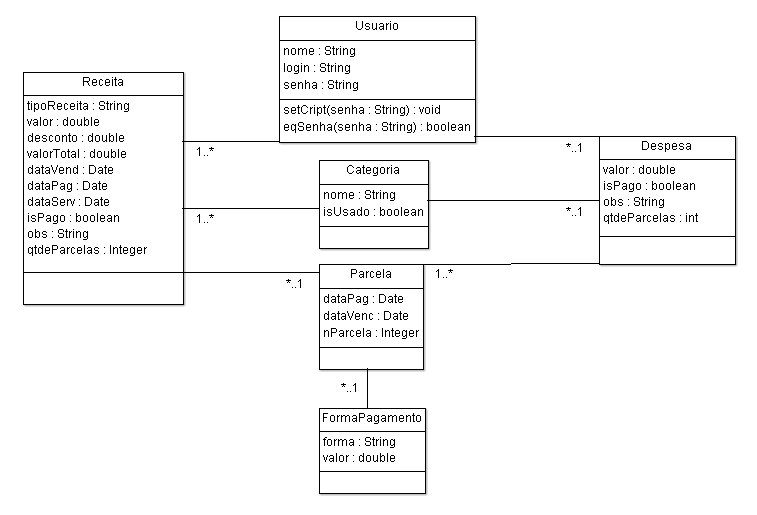 Usuario
nome : String
login : String
senha : String
setCript(senha : String) : void
eqSenha(senha : String) : boolean
Receita
tipoReceita : String
valor : double
desconto : double
valorTotal : double
dataVend : Date
dataPag : Date
dataServ : Date
isPago : boolean
obs : String
qtdeParcelas : Integer
1..*
*..1
Categoria
nome : String
isUsado : boolean
1..*
*..1
Despesa
valor : double
isPago : boolean
obs : String
qtdeParcelas : int
Parcela
dataPag : Date
dataVenc : Date
nParcela : Integer
*..1
1..*
*..1
FormaPagamento
forma : String
valor : double